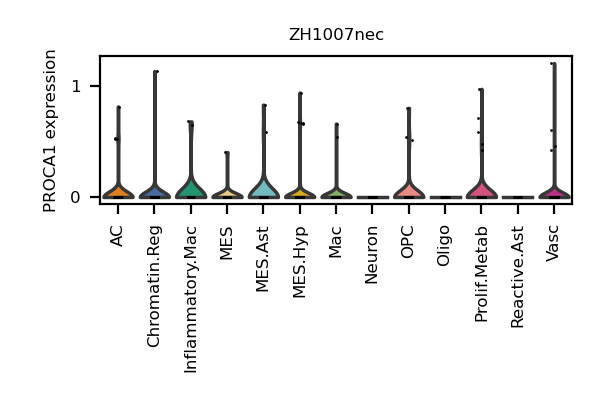 ZH1007nec
PROCA1 expression
1
0
AC
Chromatin.Reg
Inflammatory.Mac
MES
MES.Ast
MES.Hyp
Mac
Neuron
OPC
Oligo
Prolif.Metab
Reactive.Ast
Vasc